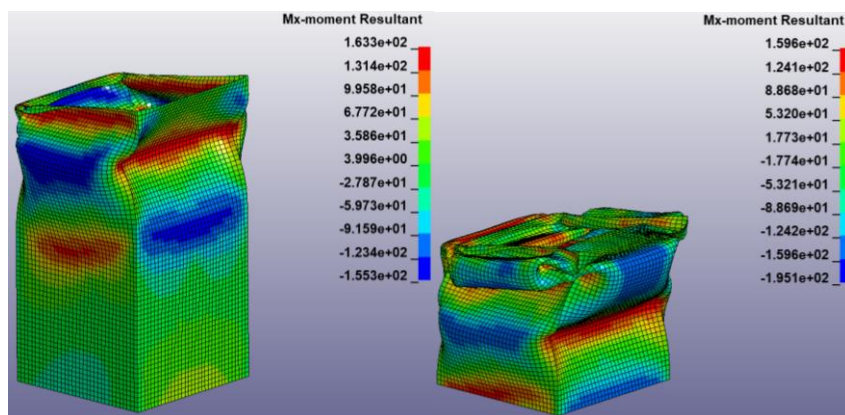 Mx-moment Resultant
1.633e+02
1.314e+02
9.958e+01
6.772e+01
3.586e+01
3.996e+00
-2.787e+01
-5.973e+01
-9.159e+01
-1.234e+02
-1.553e+02
Mx-moment Resultant
1.596e+02
1.241e+02
8.868e+01
5.320e+01
1.773e+01
-1.774e+01
-5.321e+01
-8.869e+01
-1.242e+02
-1.596e+02
-1.951e+02